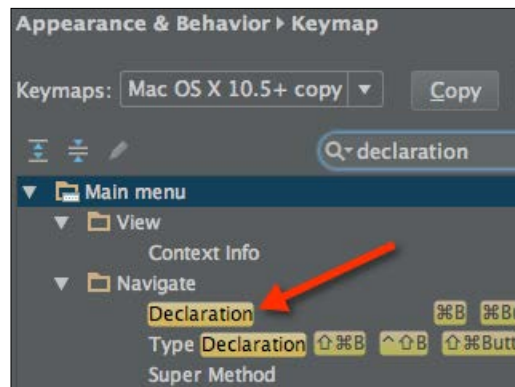 Appearance & Behavior ▸ Keymap
Keymaps: Mac OS X 10.5+ copy Copy
declaration
Main menu
View
Context Info
Navigate
Declaration ⌘B ⌘B
Type Declaration ⇧⌘B ^⇧B ⇧⌘Butt
Super Method